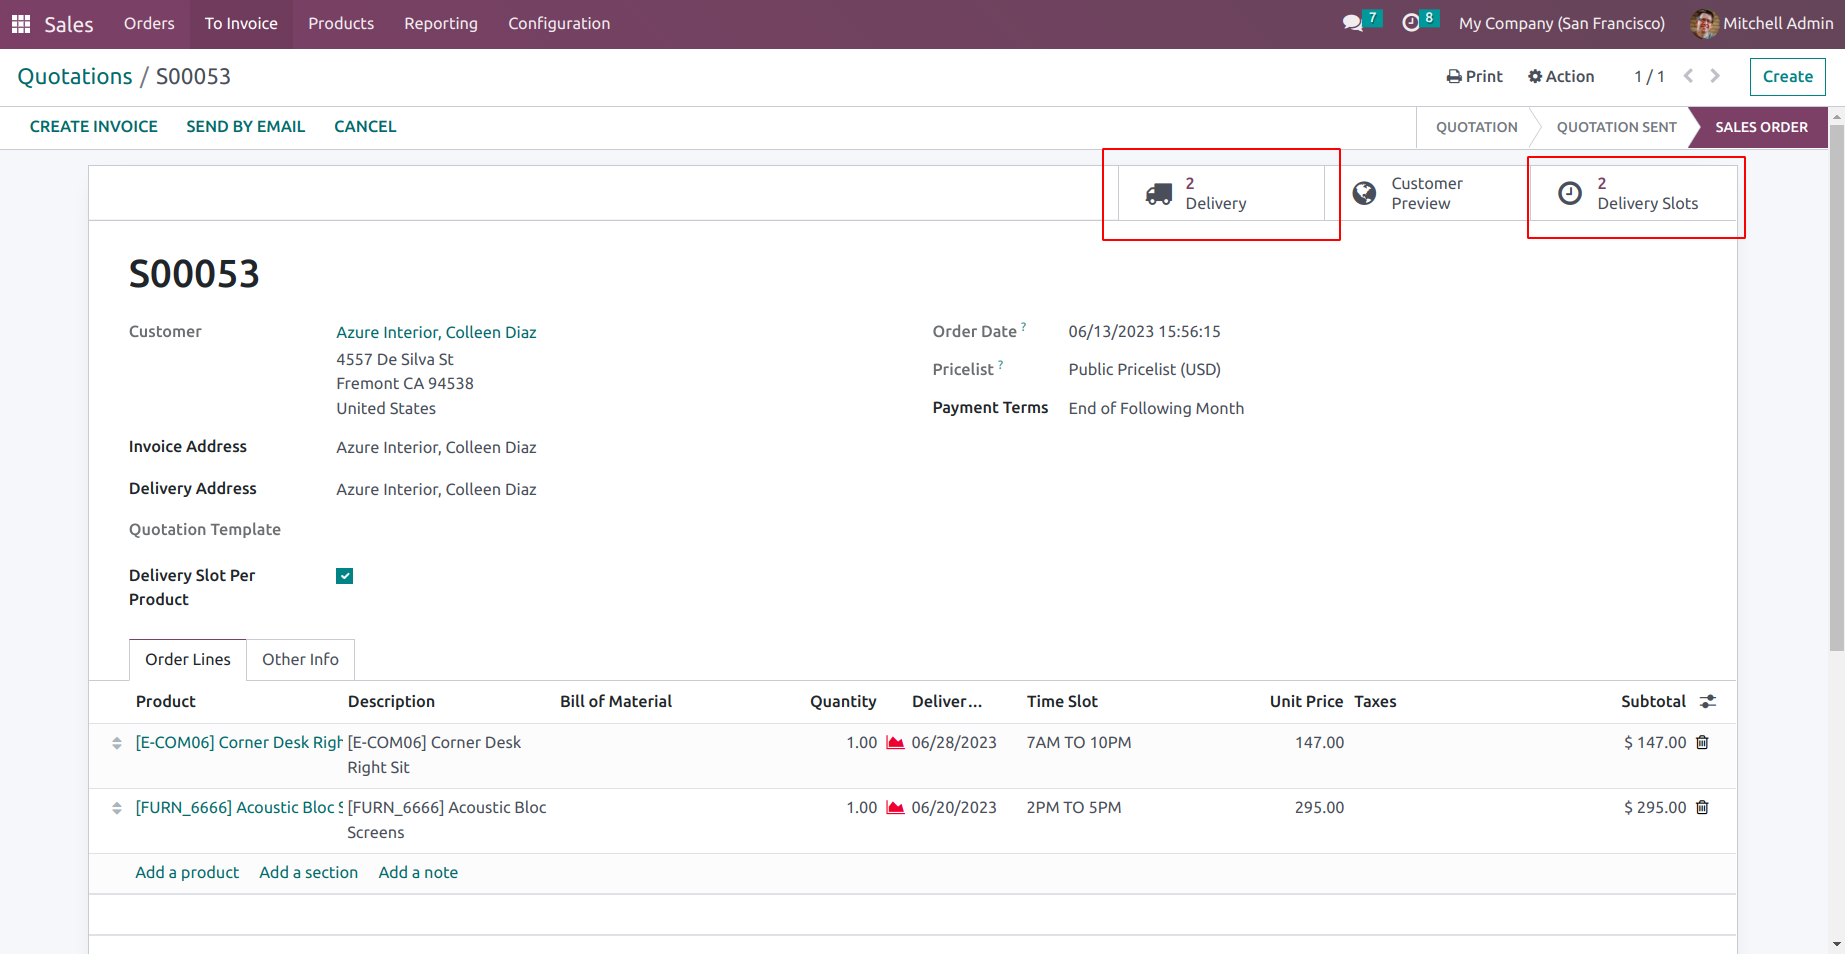 Sales Orders To Invoice Products Reporting Configuration 7 8 My Company (San Francisco) Mitchell Admin
Quotations / S00053 Print Action 1 / 1 Create
CREATE INVOICE SEND BY EMAIL CANCEL QUOTATION QUOTATION SENT SALES ORDER
2
Delivery
Customer
Preview
2
Delivery Slots
S00053
Customer Azure Interior, Colleen Diaz
4557 De Silva St
Fremont CA 94538
United States
Order Date ? 06/13/2023 15:56:15
Pricelist ? Public Pricelist (USD)
Payment Terms End of Following Month
Invoice Address Azure Interior, Colleen Diaz
Delivery Address Azure Interior, Colleen Diaz
Quotation Template
Delivery Slot Per
Product
Order Lines Other Info
Product Description Bill of Material Quantity Deliver... Time Slot Unit Price Taxes Subtotal
[E-COM06] Corner Desk Righ [E-COM06] Corner Desk 1.00 06/28/2023 7AM TO 10PM 147.00 $ 147.00
Right Sit
[FURN_6666] Acoustic Bloc S [FURN_6666] Acoustic Bloc 1.00 06/20/2023 2PM TO 5PM 295.00 $ 295.00
Screens
Add a product Add a section Add a note